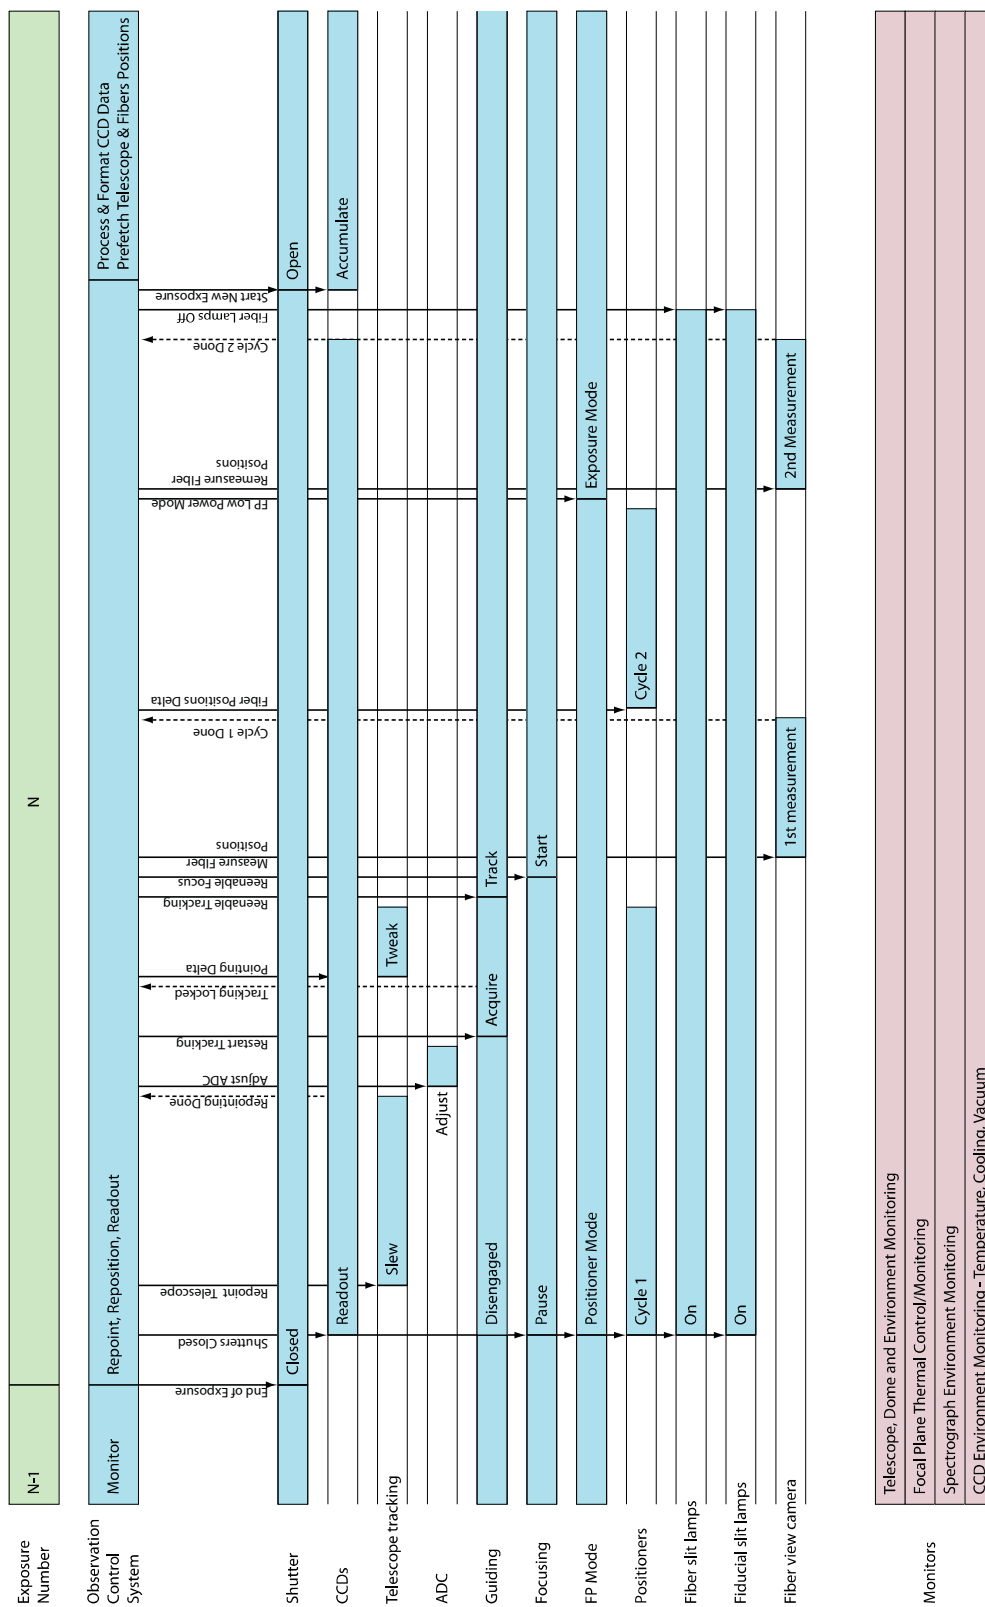 Exposure
Number
N-1
N
Observation
Control
System
Monitor
Repoint, Reposition, Readout
Process & Format CCD Data
Prefetch Telescope & Fibers Positions
End of Exposure
Shutters Closed
Repoint Telescope
Repointing Done
Adjust ADC
Restart Tracking
Tracking Locked
Pointing Delta
Reenable Tracking
Reenable Focus
Measure Fiber
Positions
Cycle 1 Done
Fiber Positions Delta
FP Low Power Mode
Remeasure Fiber
Positions
Cycle 2 Done
Fiber Lamps Off
Start New Exposure
Shutter
Closed
Open
CCDs
Readout
Accumulate
Telescope tracking
Slew
Tweak
ADC
Adjust
Guiding
Disengaged
Acquire
Track
Focusing
Pause
Start
FP Mode
Positioner Mode
Exposure Mode
Positioners
Cycle 1
Cycle 2
Fiber slit lamps
On
Fiducial slit lamps
On
Fiber view camera
1st measurement
2nd Measurement
Monitors
Telescope, Dome and Environment Monitoring
Focal Plane Thermal Control/Monitoring
Spectrograph Environment Monitoring
CCD Environment Monitoring - Temperature, Cooling, Vacuum